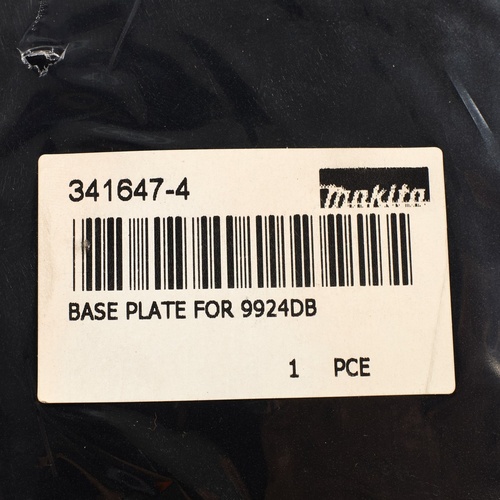 341647-4
makita
BASE PLATE FOR 9924DB
1 PCE